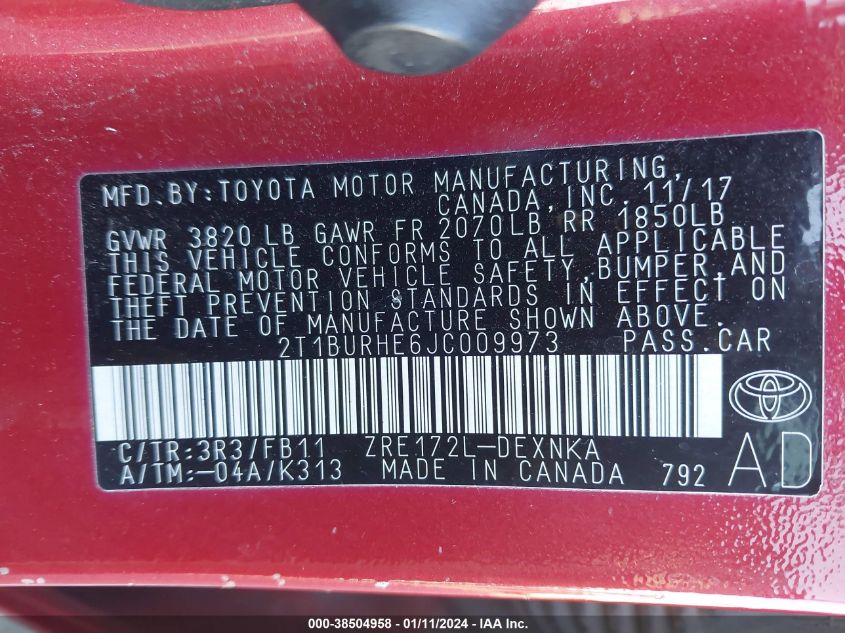 MFD.BY:TOYOTA MOTOR MANUFACTURING,
CANADA,INC. 11/17
GVWR 3820 LB GAWR FR 2070LB RR 1850LB
THIS VEHICLE CONFORMS TO ALL APPLICABLE
FEDERAL MOTOR VEHICLE SAFETY,BUMPER,AND
THEFT PREVENTION STANDARDS IN EFFECT ON
THE DATE OF MANUFACTURE SHOWN ABOVE.
2T1BURHE6JC009973 PASS.CAR
C/TR:3R3/FB11 ZRE172L-DEXNKA
A/TM:-04A/K313 MADE IN CANADA 792
AD
000-38504958 - 01/11/2024 - IAA Inc.